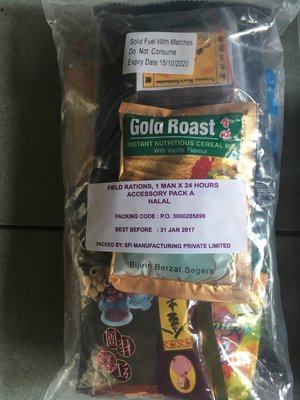 Solid Fuel With Matches
Do Not Consume
Expiry Date 15/10/2020
Gold Roast
INSTANT NUTRITIOUS CEREAL
With Vanilla Flavour
FIELD RATIONS, 1 MAN X 24 HOURS
ACCESSORY PACK A
HALAL
PACKING CODE : P.O. 3000285899
BEST BEFORE : 31 JAN 2017
PACKED BY: SFI MANUFACTURING PRIVATE LIMITED
Bijirin Berzat Segera